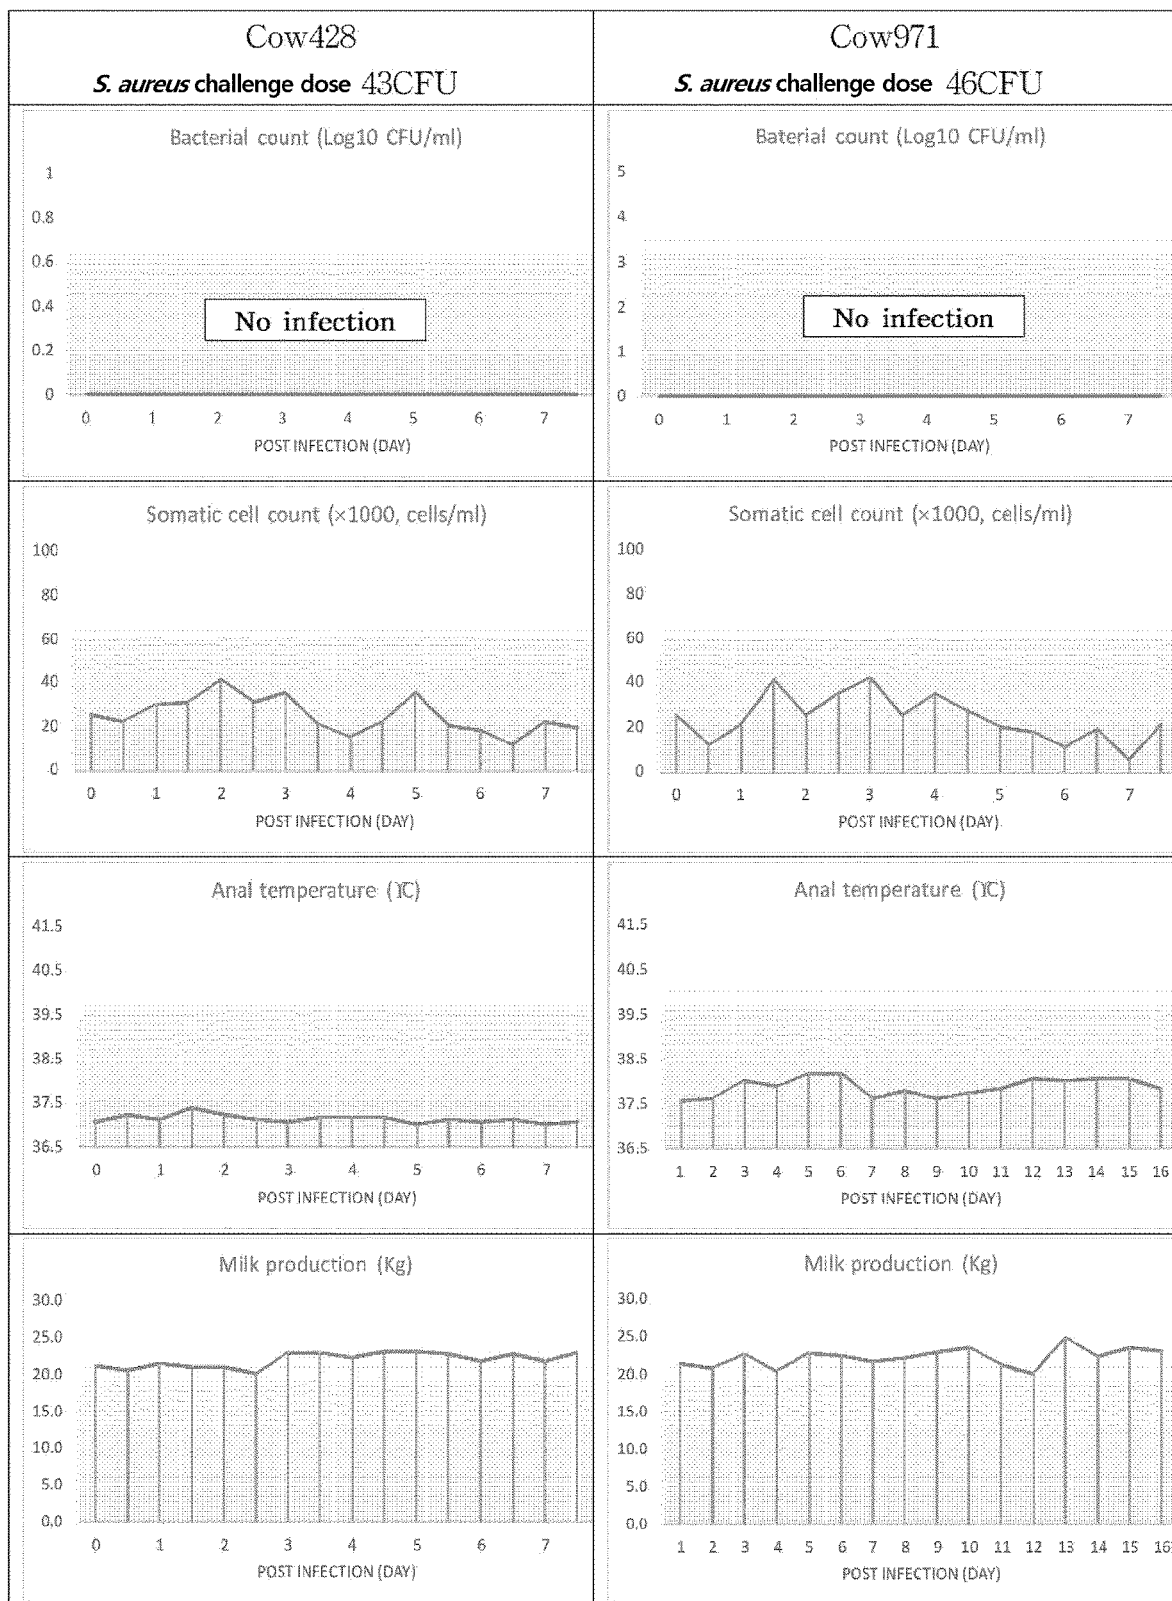 Cow428
S. aureus challenge dose 43CFU
Cow971
S. aureus challenge dose 46CFU
Bacterial count (Log10 CFU/ml)
1
0.8
0.6
0.4
0.2
0
No infection
0 1 2 3 4 5 6 7
POST INFECTION (DAY)
Baterial count (Log10 CFU/ml)
5
4
3
2
1
0
No infection
0 1 2 3 4 5 6 7
POST INFECTION (DAY)
Somatic cell count (×1000, cells/ml)
100
80
60
40
20
0
0 1 2 3 4 5 6 7
POST INFECTION (DAY)
Somatic cell count (×1000, cells/ml)
100
80
60
40
20
0
0 1 2 3 4 5 6 7
POST INFECTION (DAY)
Anal temperature (℃)
41.5
40.5
39.5
38.5
37.5
36.5
0 1 2 3 4 5 6 7
POST INFECTION (DAY)
Anal temperature (℃)
41.5
40.5
39.5
38.5
37.5
36.5
1 2 3 4 5 6 7 8 9 10 11 12 13 14 15 16
POST INFECTION (DAY)
Milk production (Kg)
30.0
25.0
20.0
15.0
10.0
5.0
0.0
0 1 2 3 4 5 6 7
POST INFECTION (DAY)
Milk production (Kg)
30.0
25.0
20.0
15.0
10.0
5.0
0.0
1 2 3 4 5 6 7 8 9 10 11 12 13 14 15 16
POST INFECTION (DAY)